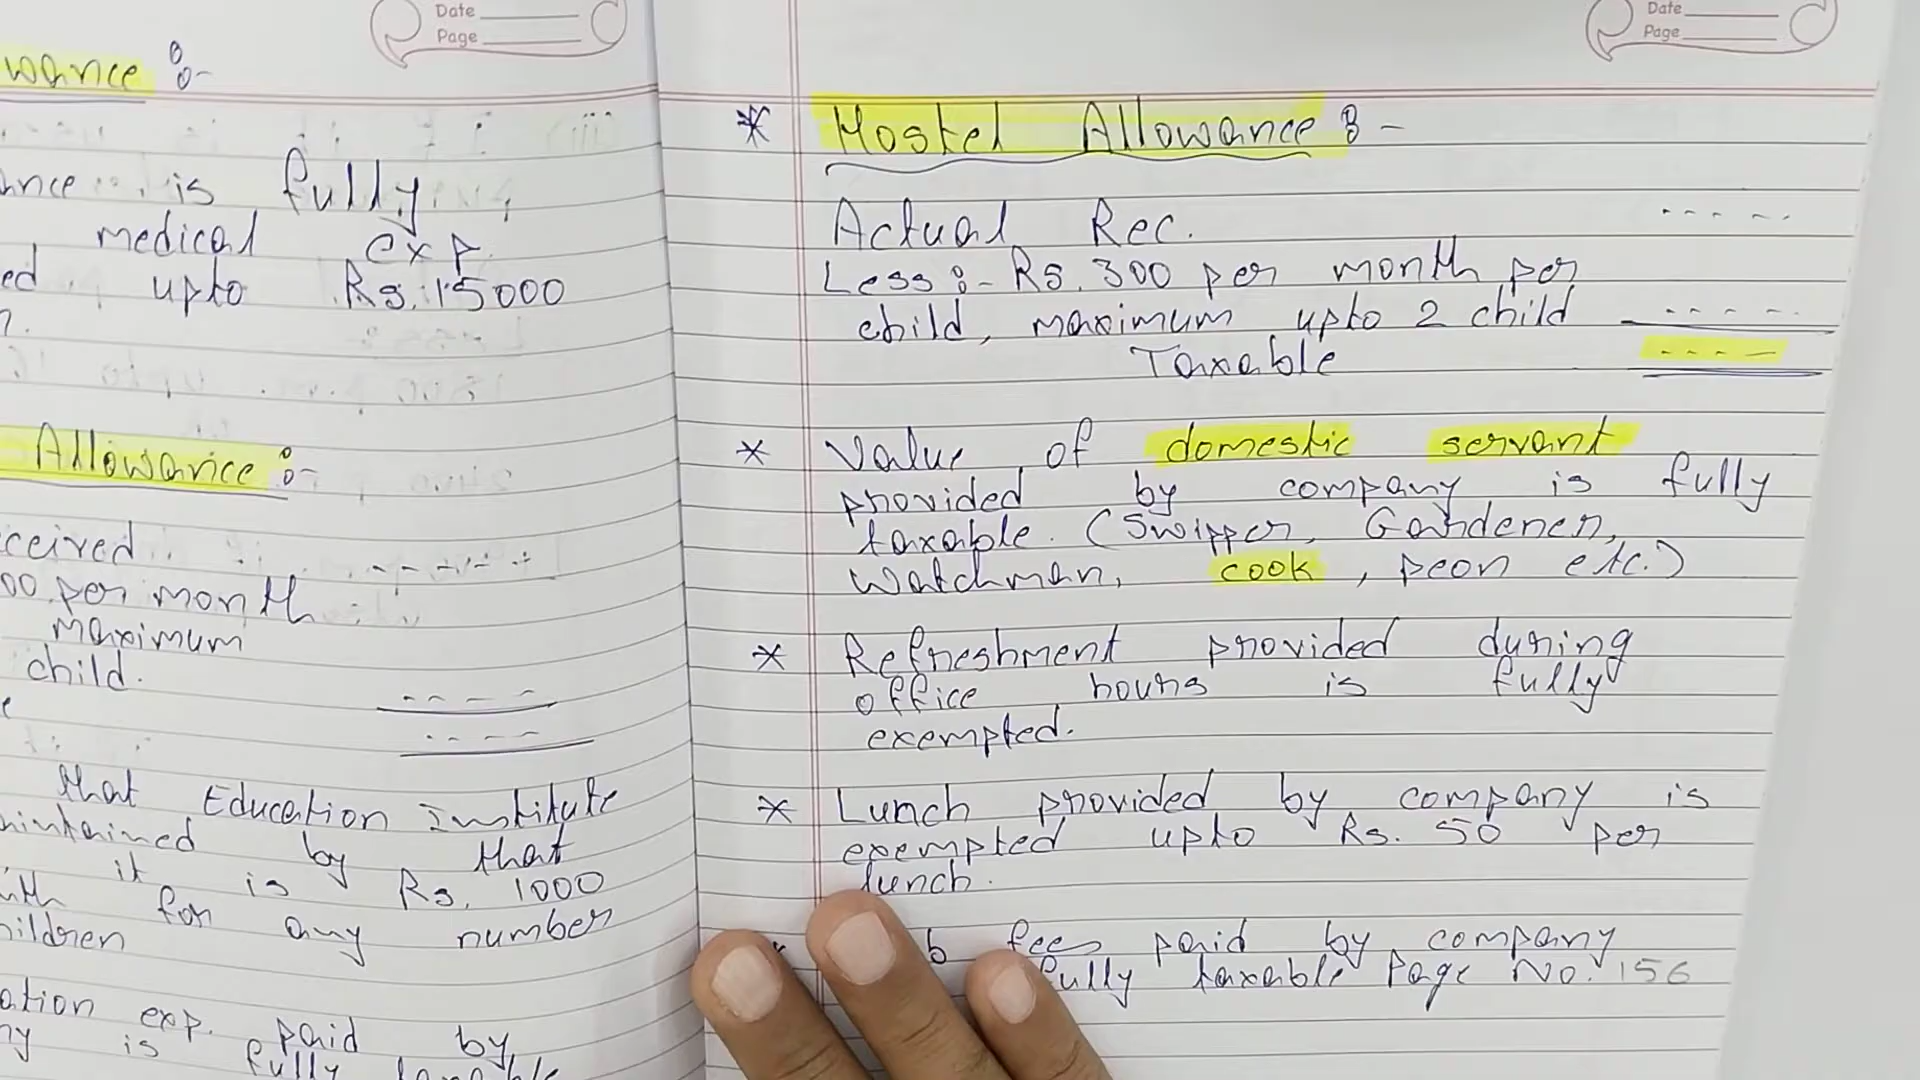 Date
Page
wance :-
ance is fully
medical exp.
ed upto Rs. 15000
Allowance :-
ceived
00 per month
maximum
child.
that Education Institute
aintained by that
it is Rs. 1000
nth for any number
hildren
ation exp. paid by
ny is fully
Date
Page
* Hostel Allowance :-
Actual Rec.
Less :- Rs. 300 per month per
child, maximum upto 2 child
Taxable
* Value of domestic servant
provided by company is fully
taxable. (Swipper, Gardener,
Watchman, cook, peon etc.)
* Refreshment provided during
office hours is fully
exempted.
* Lunch provided by company is
exempted upto Rs. 50 per
lunch.
b fees paid by company
fully taxable Page No. 156